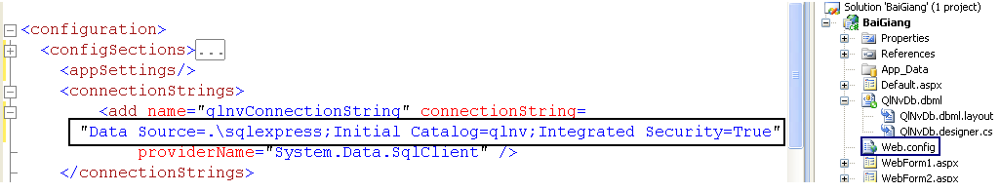 <configuration>
<configSections>...
<appSettings/>
<connectionStrings>
<add name="qlnvConnectionString" connectionString=
"Data Source=.\sqlexpress;Initial Catalog=qlnv;Integrated Security=True"
providerName="System.Data.SqlClient" />
</connectionStrings>
Solution 'BaiGiang' (1 project)
BaiGiang
Properties
References
App_Data
Default.aspx
QlNvDb.dbml
QlNvDb.dbml.layout
QlNvDb.designer.cs
Web.config
WebForm1.aspx
WebForm2.aspx